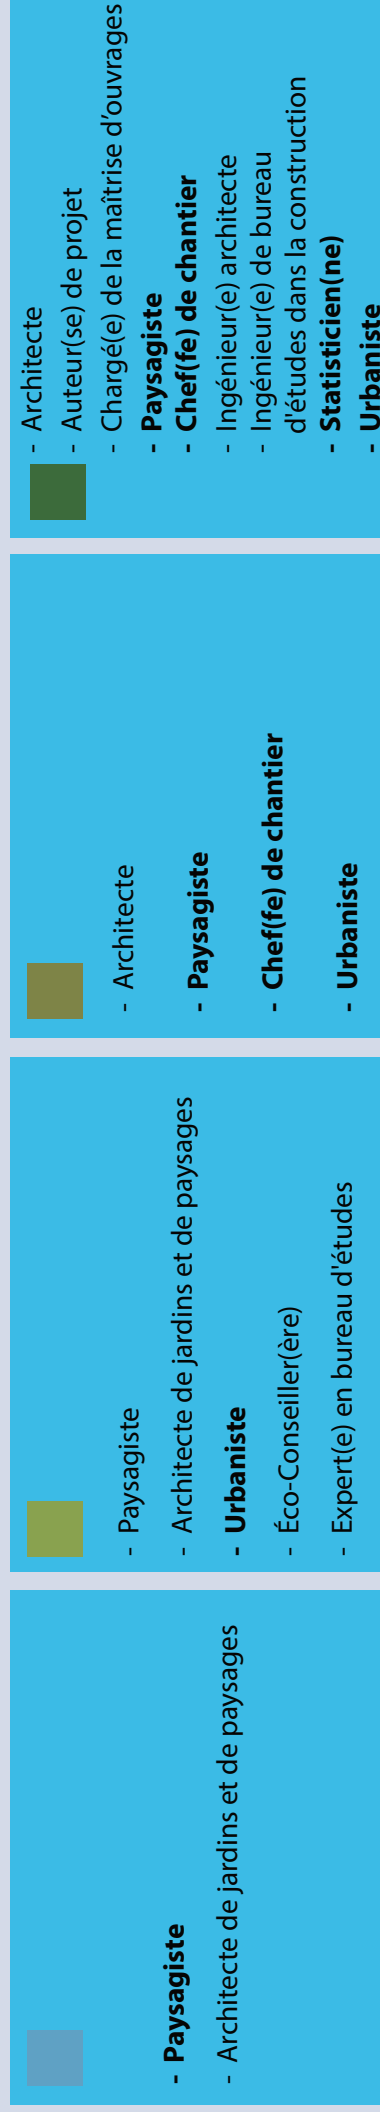 - Paysagiste
- Architecte de jardins et de paysages
- Paysagiste
- Architecte de jardins et de paysages
- Urbaniste
- Éco-Conseiller(ère)
- Expert(e) en bureau d'études
- Architecte
- Paysagiste
- Chef(fe) de chantier
- Urbaniste
- Architecte
- Auteur(se) de projet
- Chargé(e) de la maîtrise d’ouvrages
- Paysagiste
- Chef(fe) de chantier
- Ingénieur(e) architecte
- Ingénieur(e) de bureau
d'études dans la construction
- Statisticien(ne)
- Urbaniste